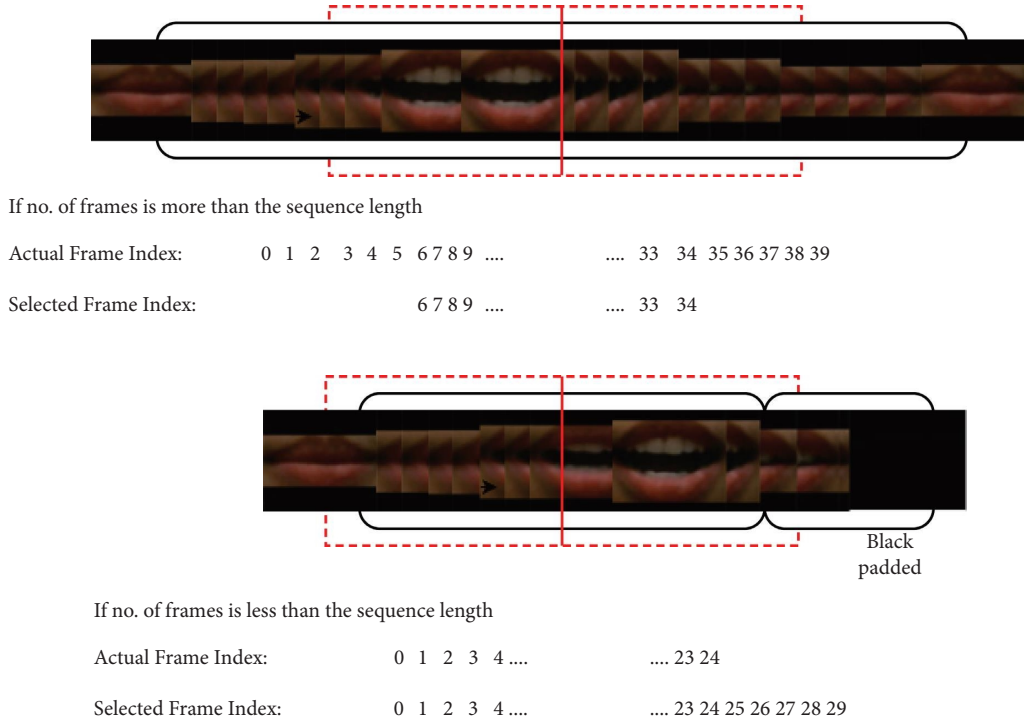 If no. of frames is more than the sequence length
Actual Frame Index: 0 1 2 3 4 5 6 7 8 9 .... .... 33 34 35 36 37 38 39
Selected Frame Index: 6 7 8 9 .... .... 33 34
Black
padded
If no. of frames is less than the sequence length
Actual Frame Index: 0 1 2 3 4 .... .... 23 24
Selected Frame Index: 0 1 2 3 4 .... .... 23 24 25 26 27 28 29